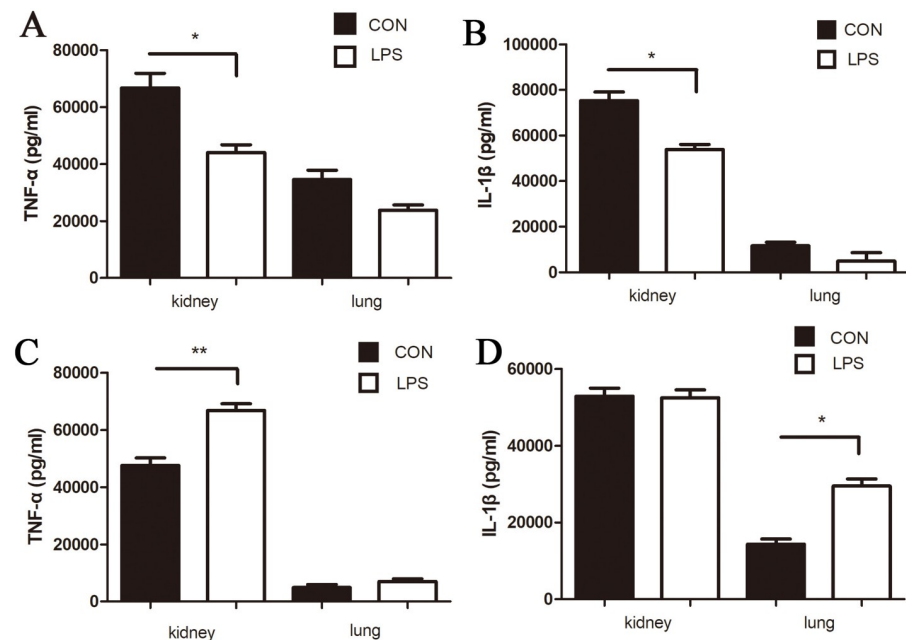 A
CON
LPS
TNF-α (pg/ml)
80000
60000
40000
20000
0
*
kidney
lung
B
CON
LPS
IL-1β (pg/ml)
100000
80000
60000
40000
20000
0
*
kidney
lung
C
CON
LPS
TNF-α (pg/ml)
80000
60000
40000
20000
0
**
kidney
lung
D
CON
LPS
IL-1β (pg/ml)
60000
40000
20000
0
*
kidney
lung